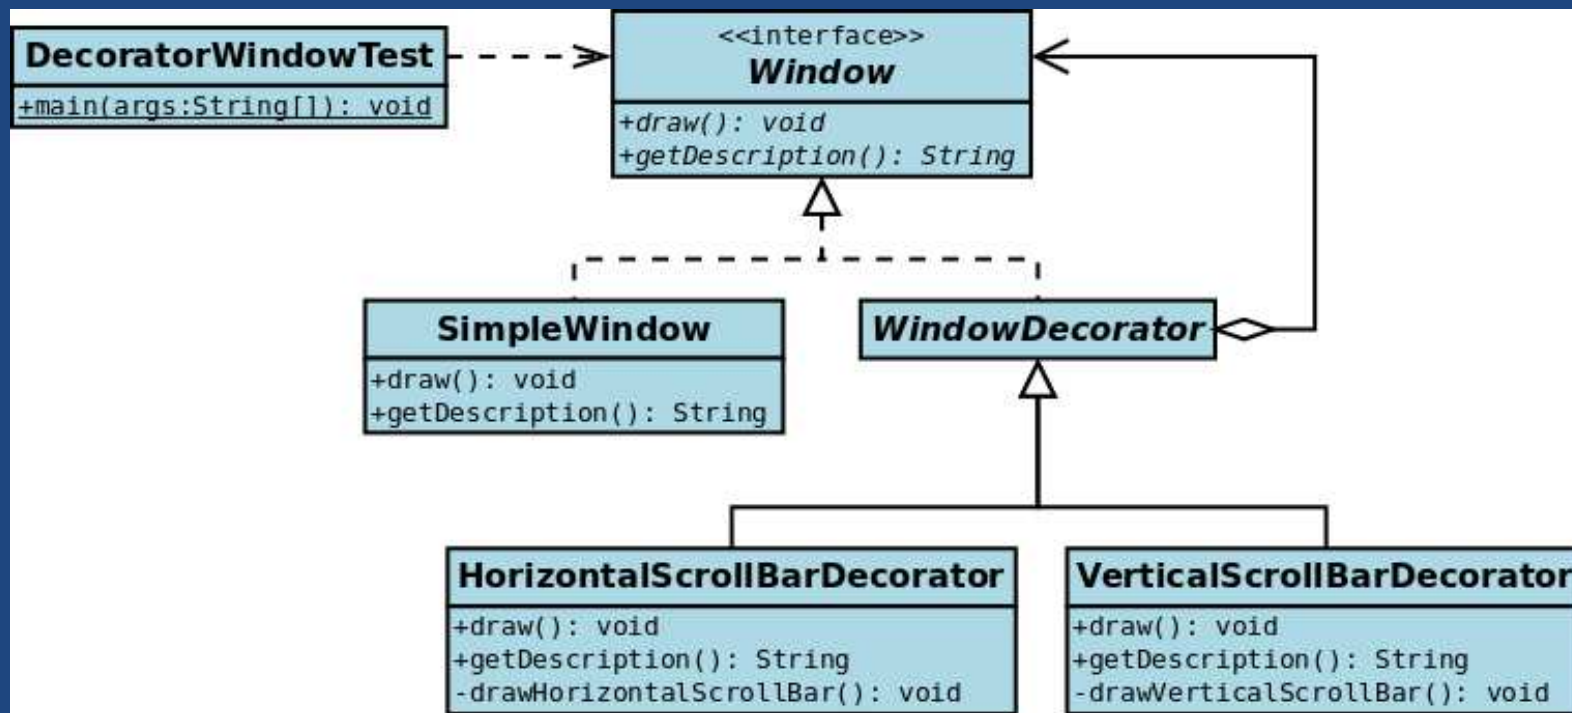 DecoratorWindowTest
+main(args:String[]): void
<<interface>>
Window
+draw(): void
+getDescription(): String
SimpleWindow
+draw(): void
+getDescription(): String
WindowDecorator
HorizontalScrollBarDecorator
+draw(): void
+getDescription(): String
-drawHorizontalScrollBar(): void
VerticalScrollBarDecorator
+draw(): void
+getDescription(): String
-drawVerticalScrollBar(): void